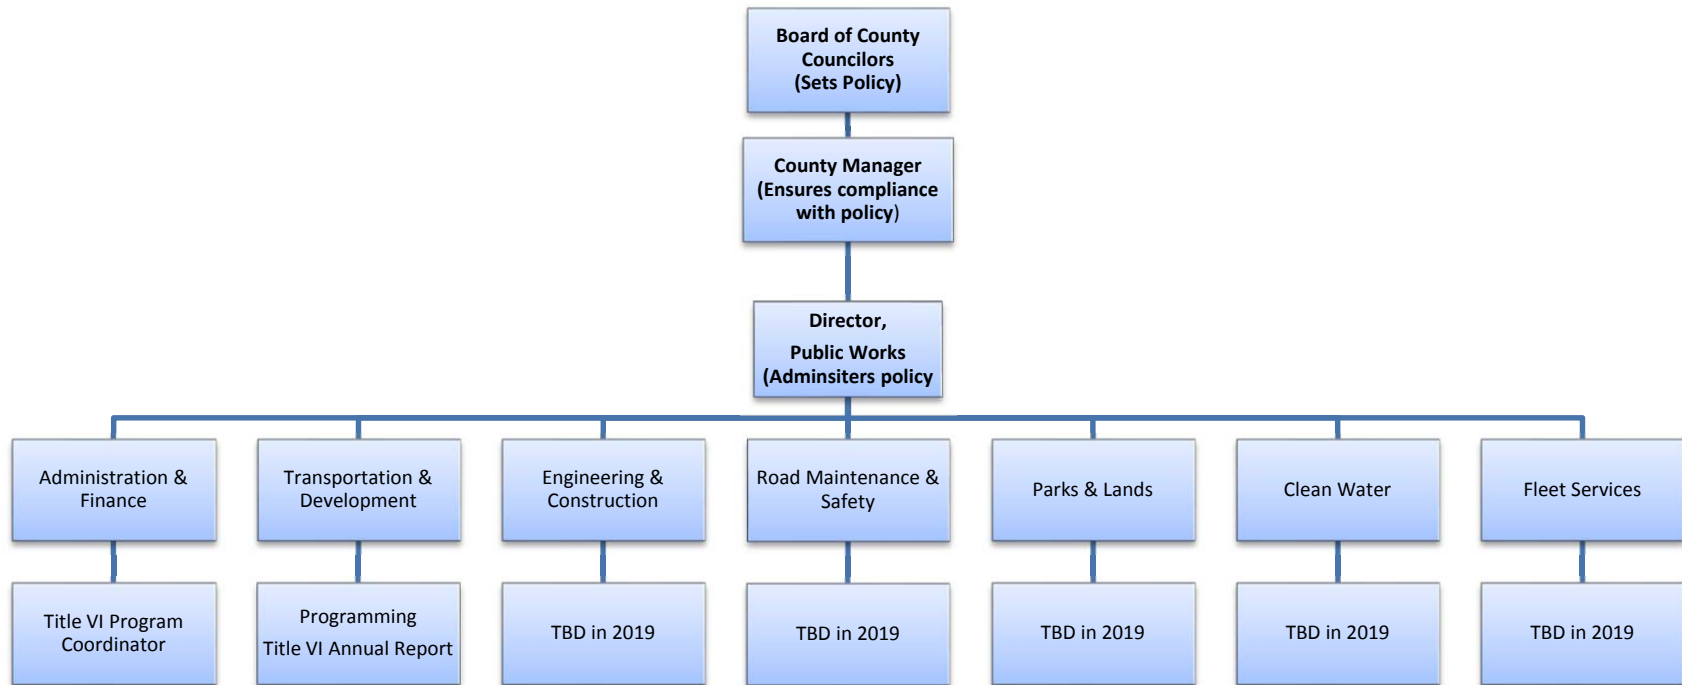 Board of County
Councilors
(Sets Policy)
County Manager
(Ensures compliance
with policy)
Director,
Public Works
(Adminsiters policy
Administration &
Finance
Transportation &
Development
Engineering &
Construction
Road Maintenance &
Safety
Parks & Lands
Clean Water
Fleet Services
Title VI Program
Coordinator
Programming
Title VI Annual Report
TBD in 2019
TBD in 2019
TBD in 2019
TBD in 2019
TBD in 2019